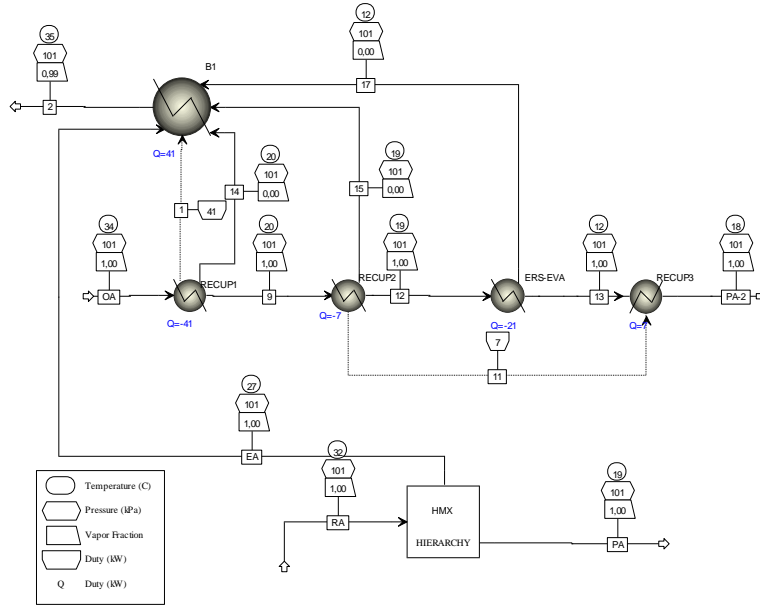 12
101
0,00
17
35
101
0,99
2
B1
Q=41
20
101
0,00
14
19
101
0,00
15
1
41
34
101
1,00
OA
RECUP1
Q=-41
20
101
1,00
9
RECUP2
Q=-7
19
101
1,00
12
ERS-EVA
Q=-21
12
101
1,00
13
RECUP3
Q=7
18
101
1,00
PA-2
7
11
27
101
1,00
EA
32
101
1,00
RA
HMX
HIERARCHY
19
101
1,00
PA
Temperature (C)
Pressure (kPa)
Vapor Fraction
Duty (kW)
Q Duty (kW)